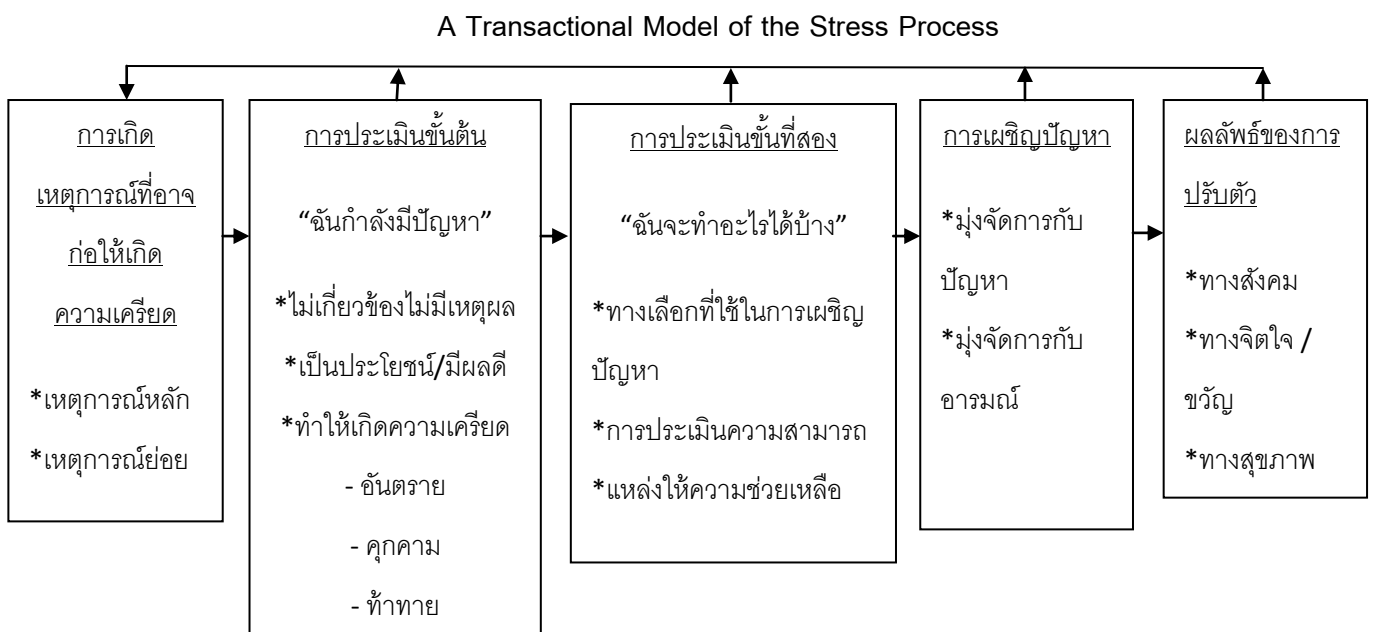 A Transactional Model of the Stress Process
การเกิด
เหตุการณ์ที่อาจ
ก่อให้เกิด
ความเครียด
*เหตุการณ์หลัก
*เหตุการณ์ย่อย
การประเมินขั้นต้น
“ฉันกำลังมีปัญหา”
*ไม่เกี่ยวข้องไม่มีเหตุผล
*เป็นประโยชน์/มีผลดี
*ทำให้เกิดความเครียด
- อันตราย
- คุกคาม
- ท้าทาย
การประเมินขั้นที่สอง
“ฉันจะทำอะไรได้บ้าง”
*ทางเลือกที่ใช้ในการเผชิญ
ปัญหา
*การประเมินความสามารถ
*แหล่งให้ความช่วยเหลือ
การเผชิญปัญหา
*มุ่งจัดการกับ
ปัญหา
*มุ่งจัดการกับ
อารมณ์
ผลลัพธ์ของการ
ปรับตัว
*ทางสังคม
*ทางจิตใจ /
ขวัญ
*ทางสุขภาพ